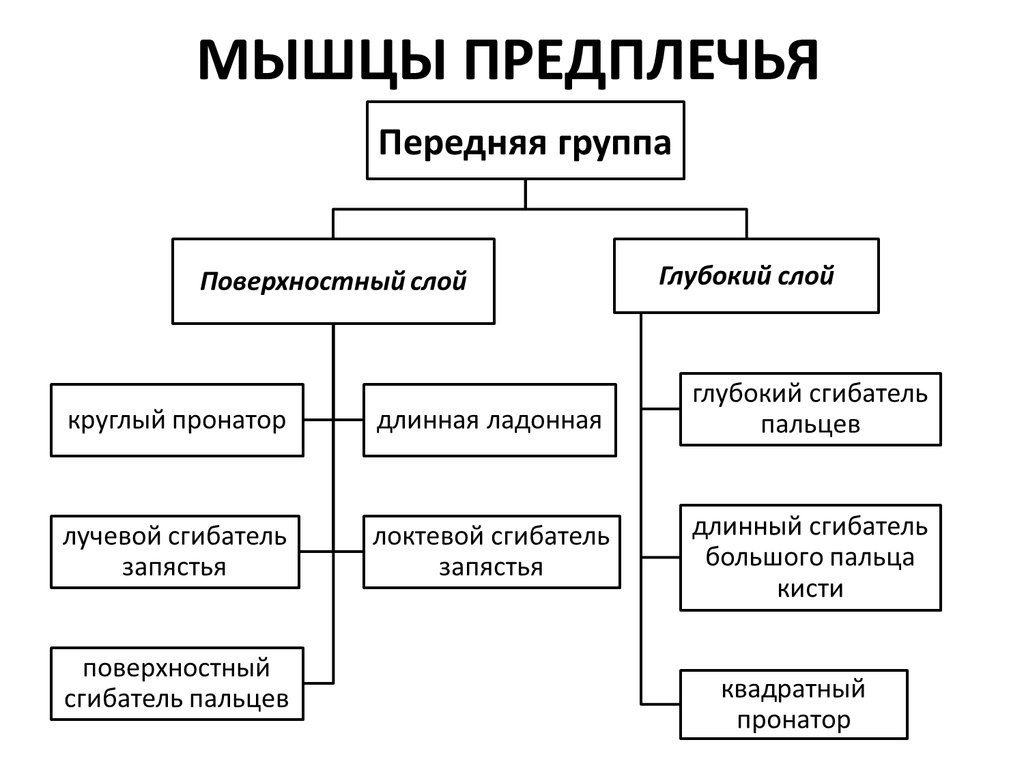 МЫШЦЫ ПРЕДПЛЕЧЬЯ
Передняя группа
Поверхностный слой
Глубокий слой
круглый пронатор
длинная ладонная
глубокий сгибатель
пальцев
лучевой сгибатель
запястья
локтевой сгибатель
запястья
длинный сгибатель
большого пальца
кисти
поверхностный
сгибатель пальцев
квадратный
пронатор